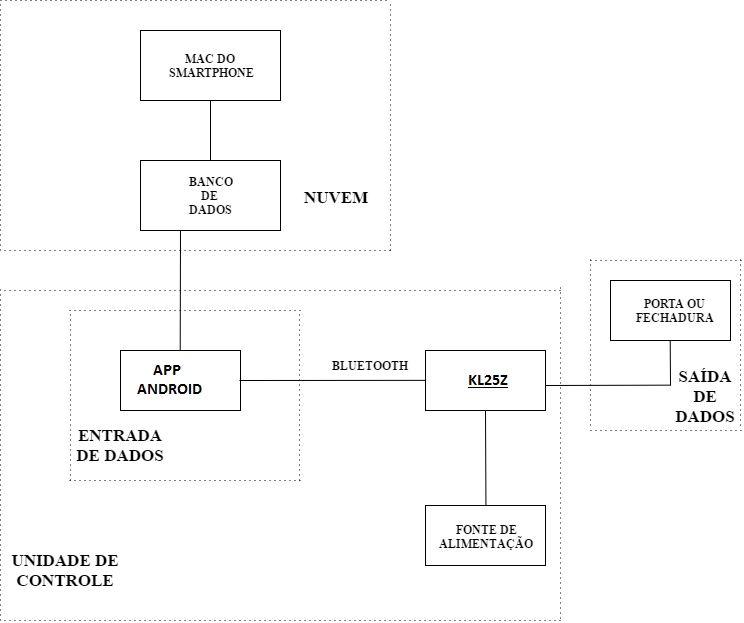 MAC DO
SMARTPHONE
BANCO
DE
DADOS
NUVEM
PORTA OU
FECHADURA
SAÍDA
DE
DADOS
APP
ANDROID
BLUETOOTH
KL25Z
ENTRADA
DE DADOS
FONTE DE
ALIMENTAÇÃO
UNIDADE DE
CONTROLE